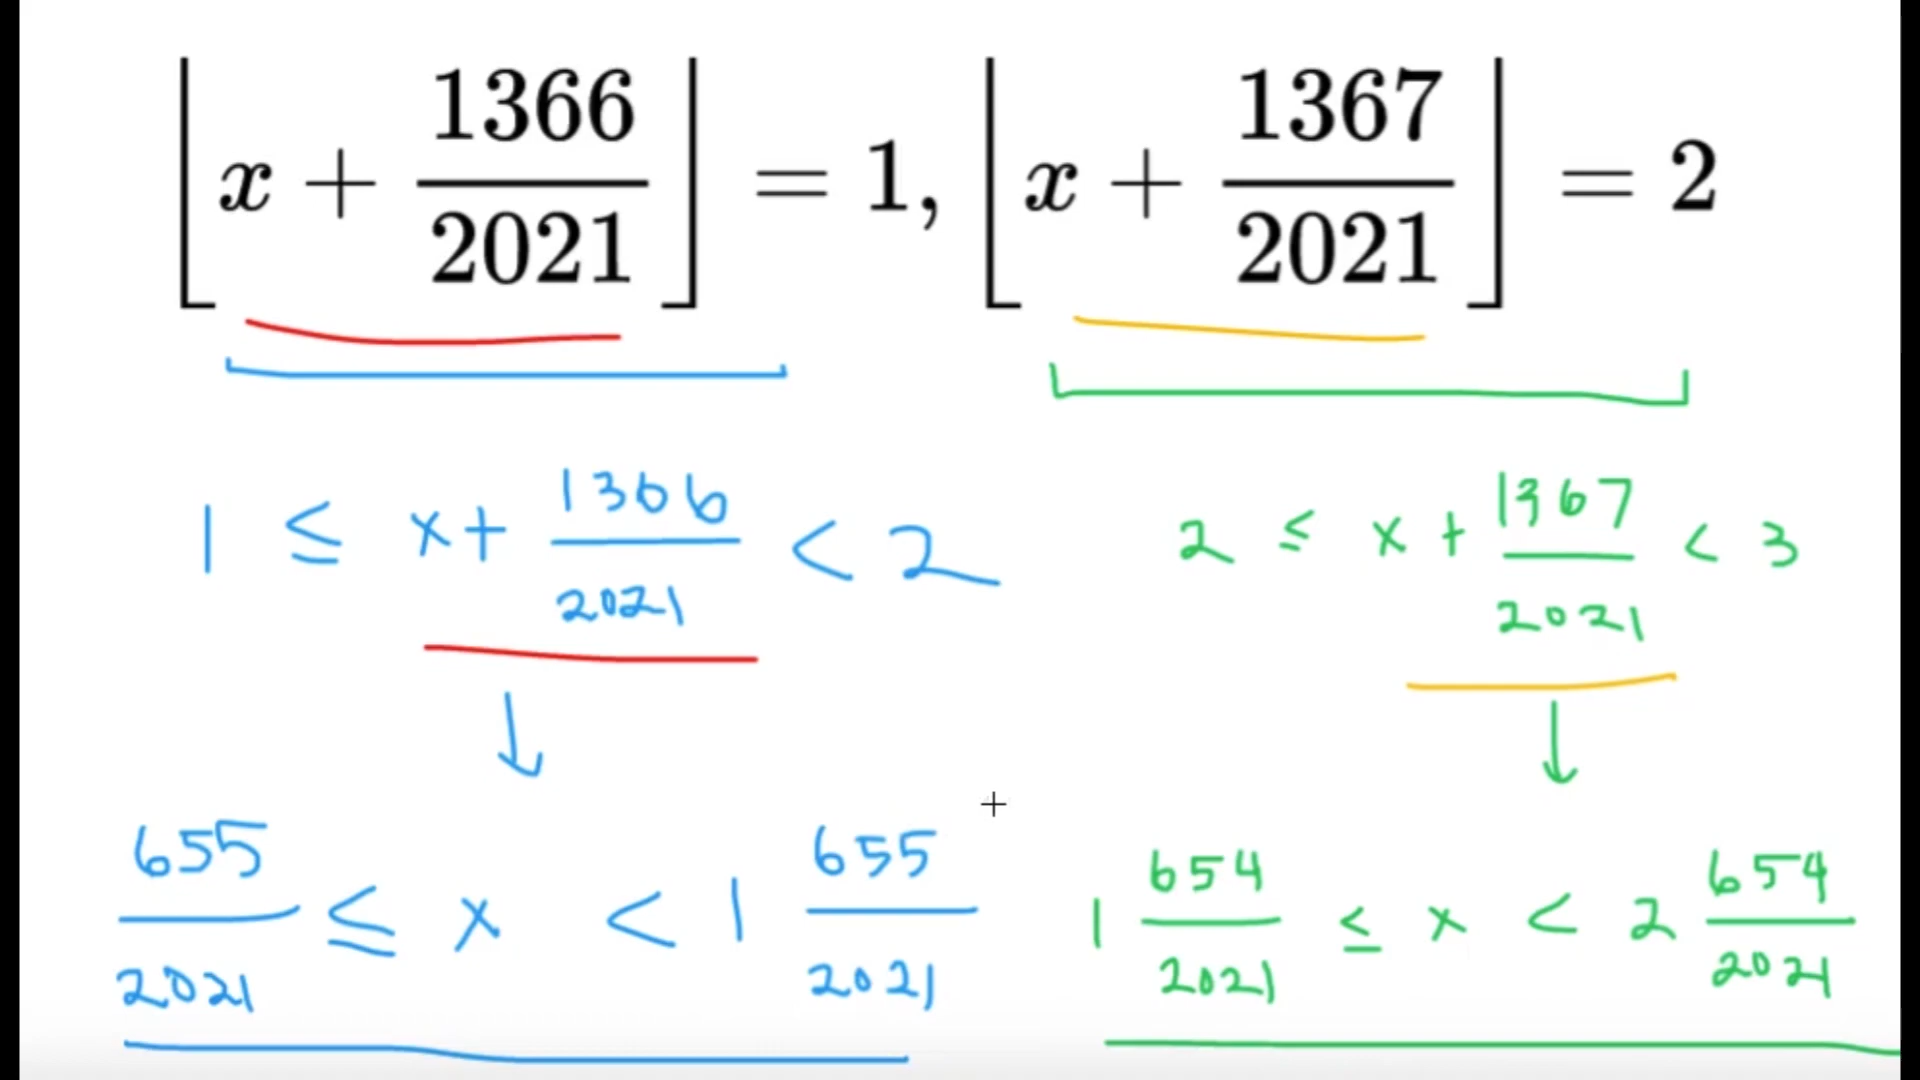 ⌊x + 1366/2021⌋ = 1, ⌊x + 1367/2021⌋ = 2
1 ≤ x + 1366/2021 < 2
2 ≤ x + 1367/2021 < 3
655/2021 ≤ x < 1 655/2021
1 654/2021 ≤ x < 2 654/2021